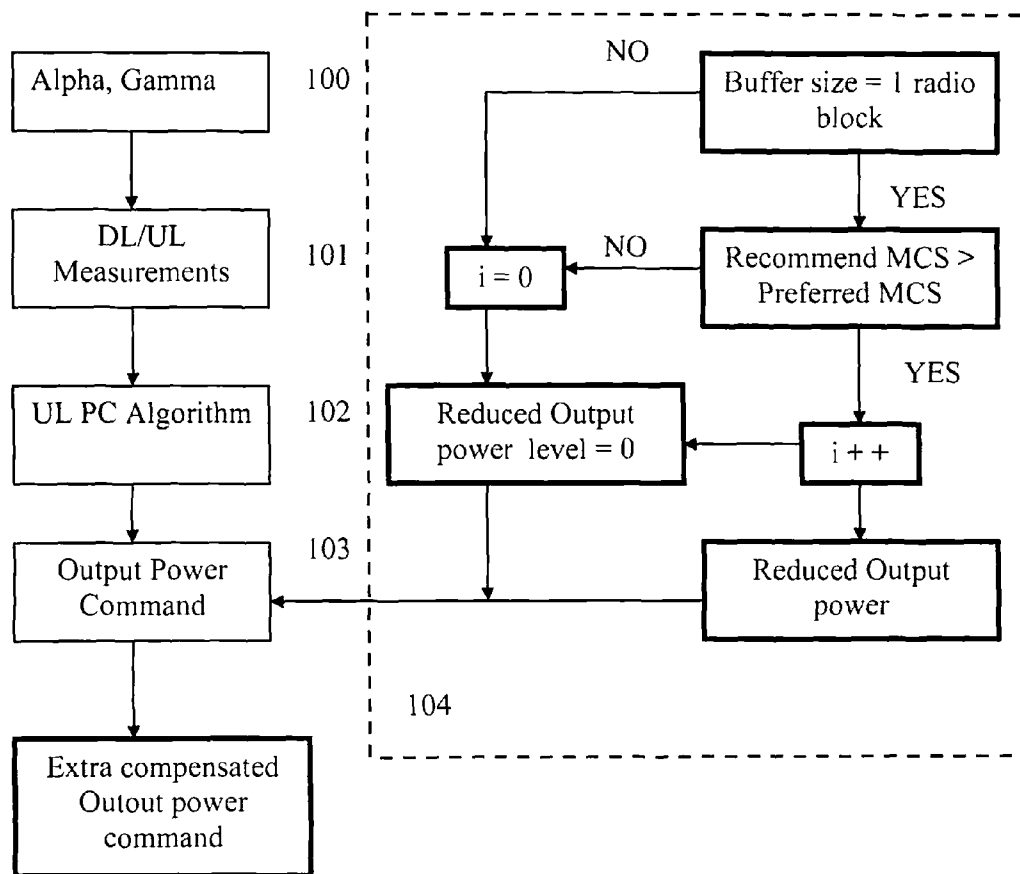 Alpha, Gamma
100
DL/UL
Measurements
101
UL PC Algorithm
102
Output Power
Command
103
Extra compensated
Outout power
command
NO
Buffer size = 1 radio
block
YES
i = 0
NO
Recommend MCS >
Preferred MCS
YES
Reduced Output
power level = 0
i + +
Reduced Output
power
104